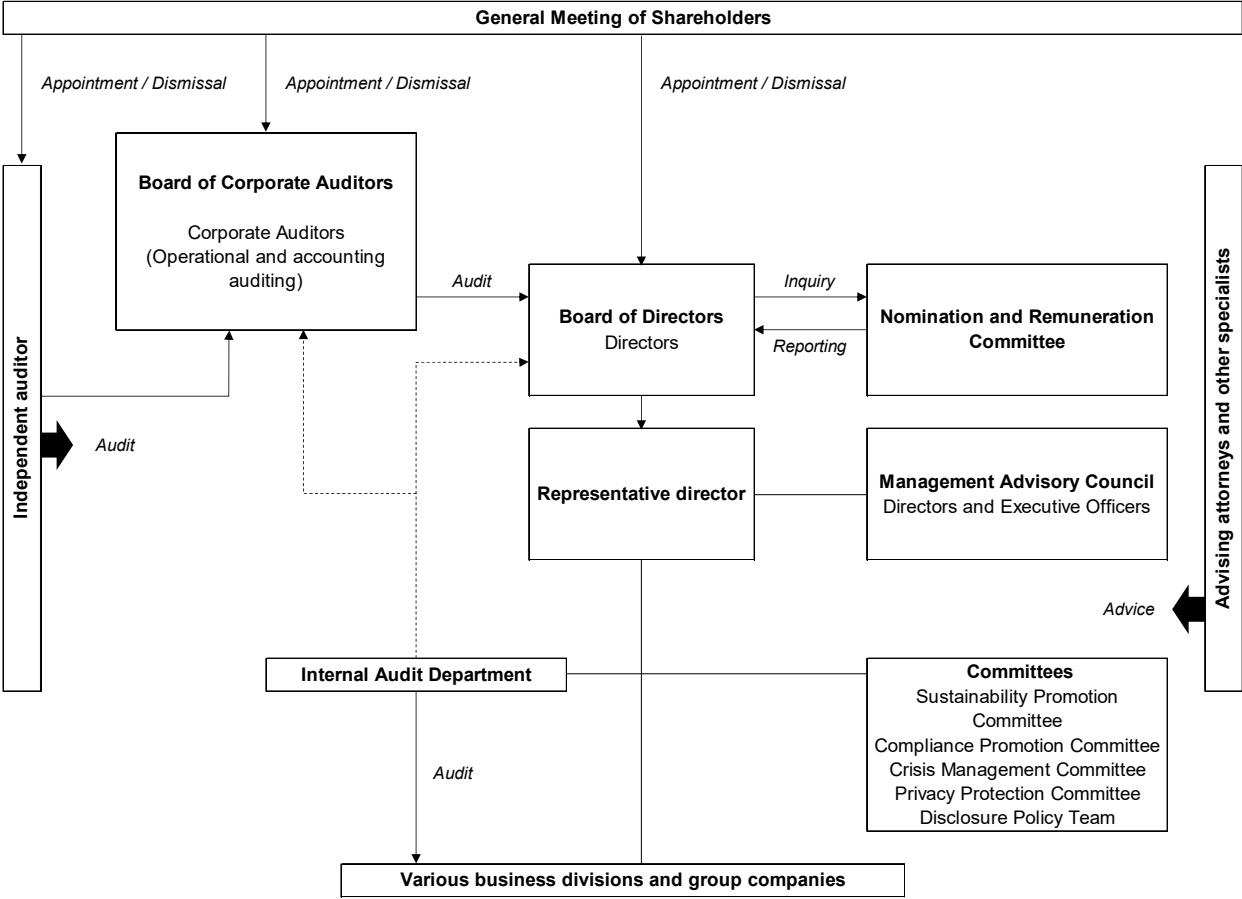 General Meeting of Shareholders
Appointment / Dismissal
Appointment / Dismissal
Appointment / Dismissal
Board of Corporate Auditors
Corporate Auditors
(Operational and accounting
auditing)
Audit
Board of Directors
Directors
Inquiry
Reporting
Nomination and Remuneration
Committee
Independent auditor
Audit
Representative director
Management Advisory Council
Directors and Executive Officers
Advising attorneys and other specialists
Advice
Internal Audit Department
Committees
Sustainability Promotion
Committee
Compliance Promotion Committee
Crisis Management Committee
Privacy Protection Committee
Disclosure Policy Team
Audit
Various business divisions and group companies